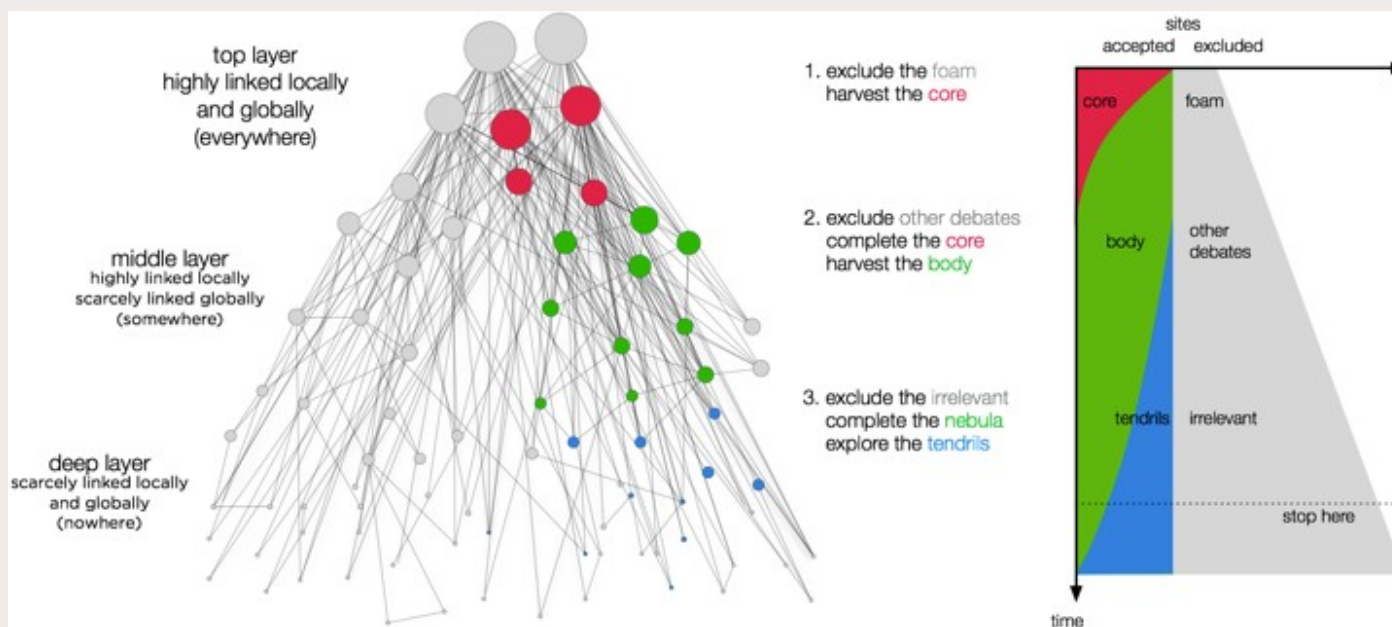 top layer
highly linked locally
and globally
(everywhere)
middle layer
highly linked locally
scarcely linked globally
(somewhere)
deep layer
scarcely linked locally
and globally
(nowhere)
1. exclude the foam
harvest the core
2. exclude other debates
complete the core
harvest the body
3. exclude the irrelevant
complete the nebula
explore the tendrils
sites
accepted excluded
core
foam
body
other
debates
tendrils
irrelevant
stop here
time